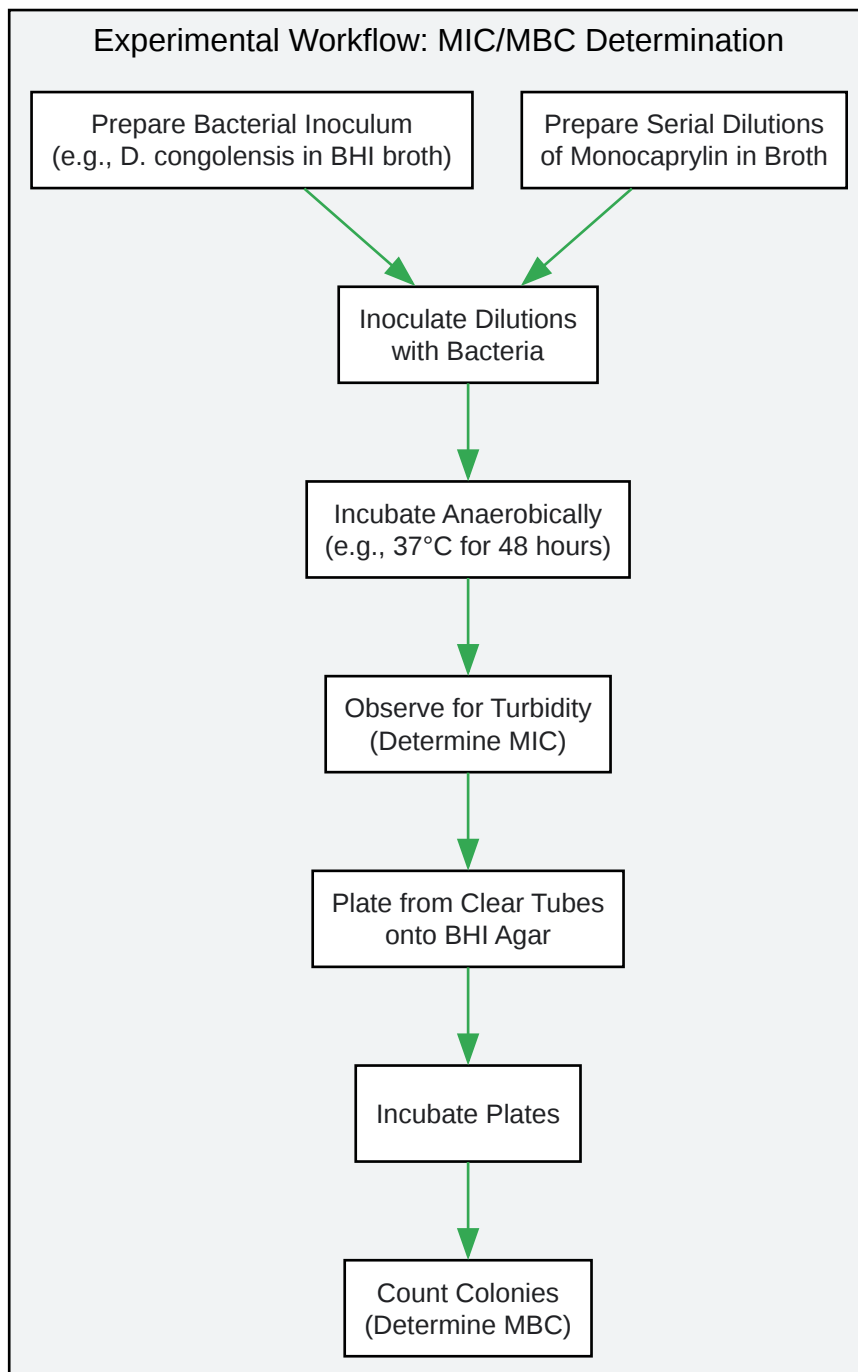 Experimental Workflow: MIC/MBC Determination
Prepare Bacterial Inoculum
(e.g., D. congolensis in BHI broth)
Prepare Serial Dilutions
of Monocaprylin in Broth
Inoculate Dilutions
with Bacteria
Incubate Anaerobically
(e.g., 37°C for 48 hours)
Observe for Turbidity
(Determine MIC)
Plate from Clear Tubes
onto BHI Agar
Incubate Plates
Count Colonies
(Determine MBC)